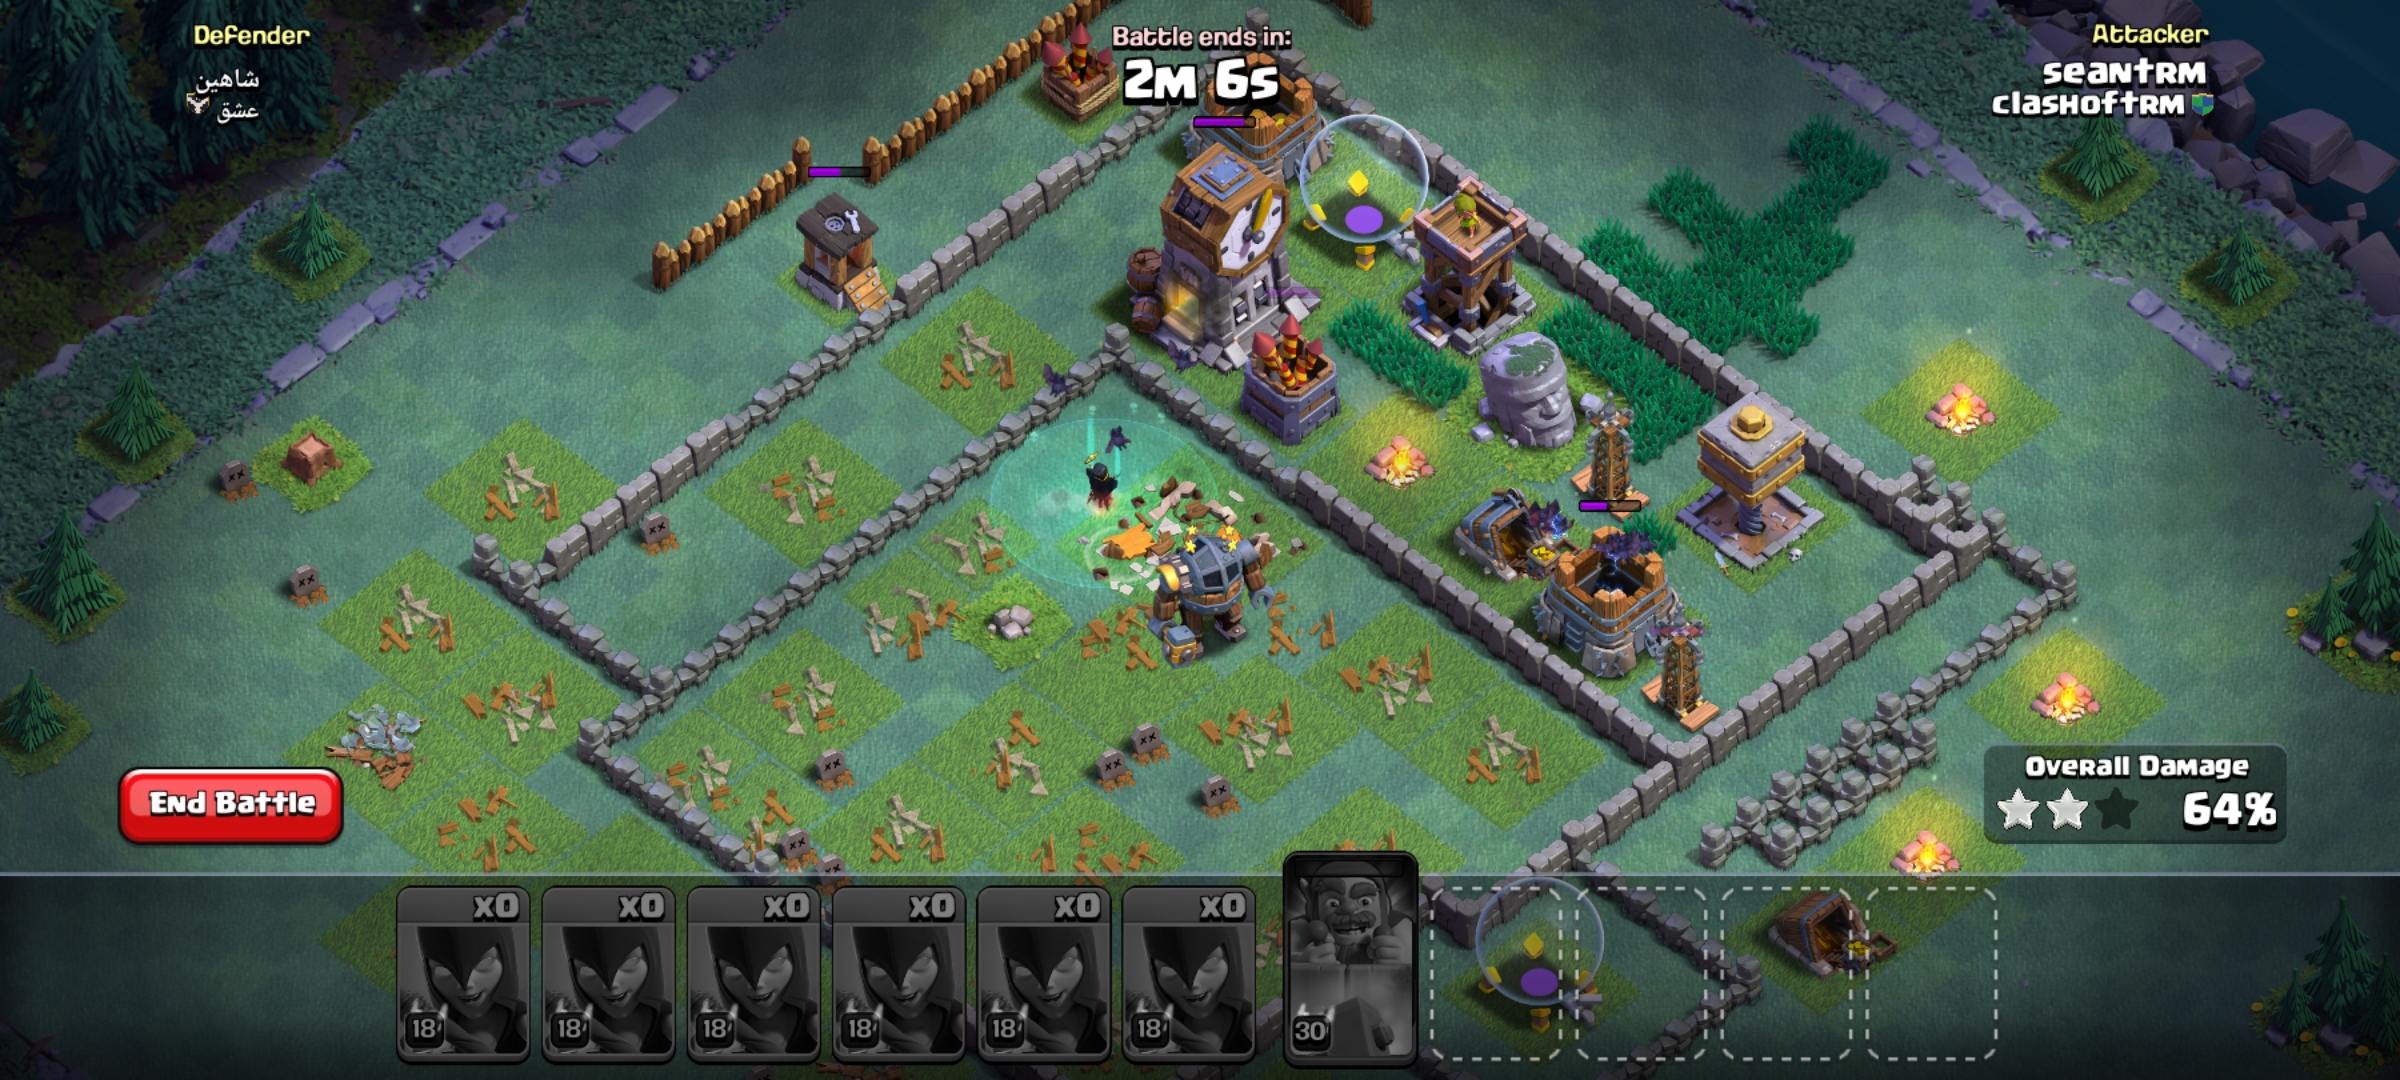 Defender
شاهين
عشق
Battle ends in:
2M 6S
Attacker
seantRM
clashoftRM
End Battle
Overall Damage
64%
x0 x0 x0 x0 x0 x0
18 18 18 18 18 18 30